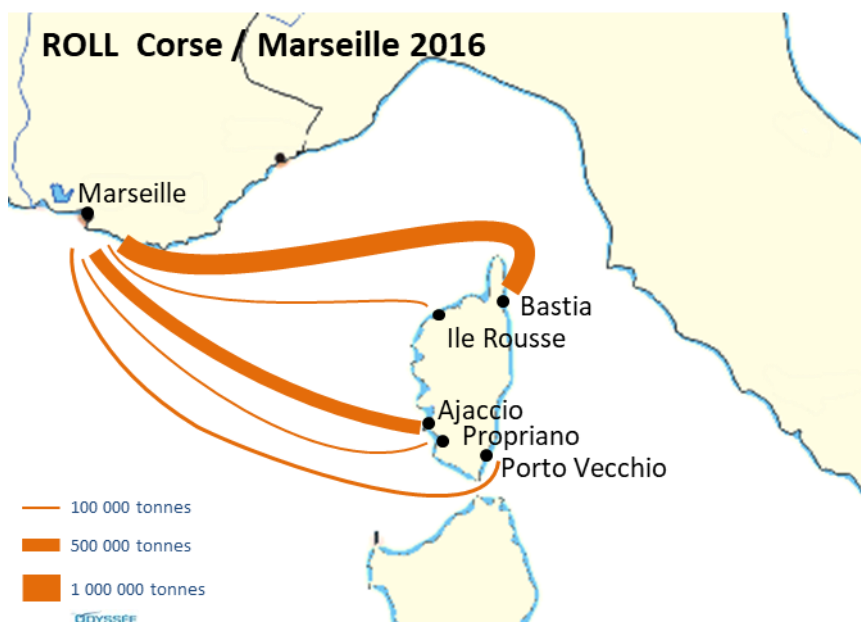 ROLL Corse / Marseille 2016
Marseille
Bastia
Ile Rousse
Ajaccio
Propriano
Porto Vecchio
100 000 tonnes
500 000 tonnes
1 000 000 tonnes
ODYSSÉE